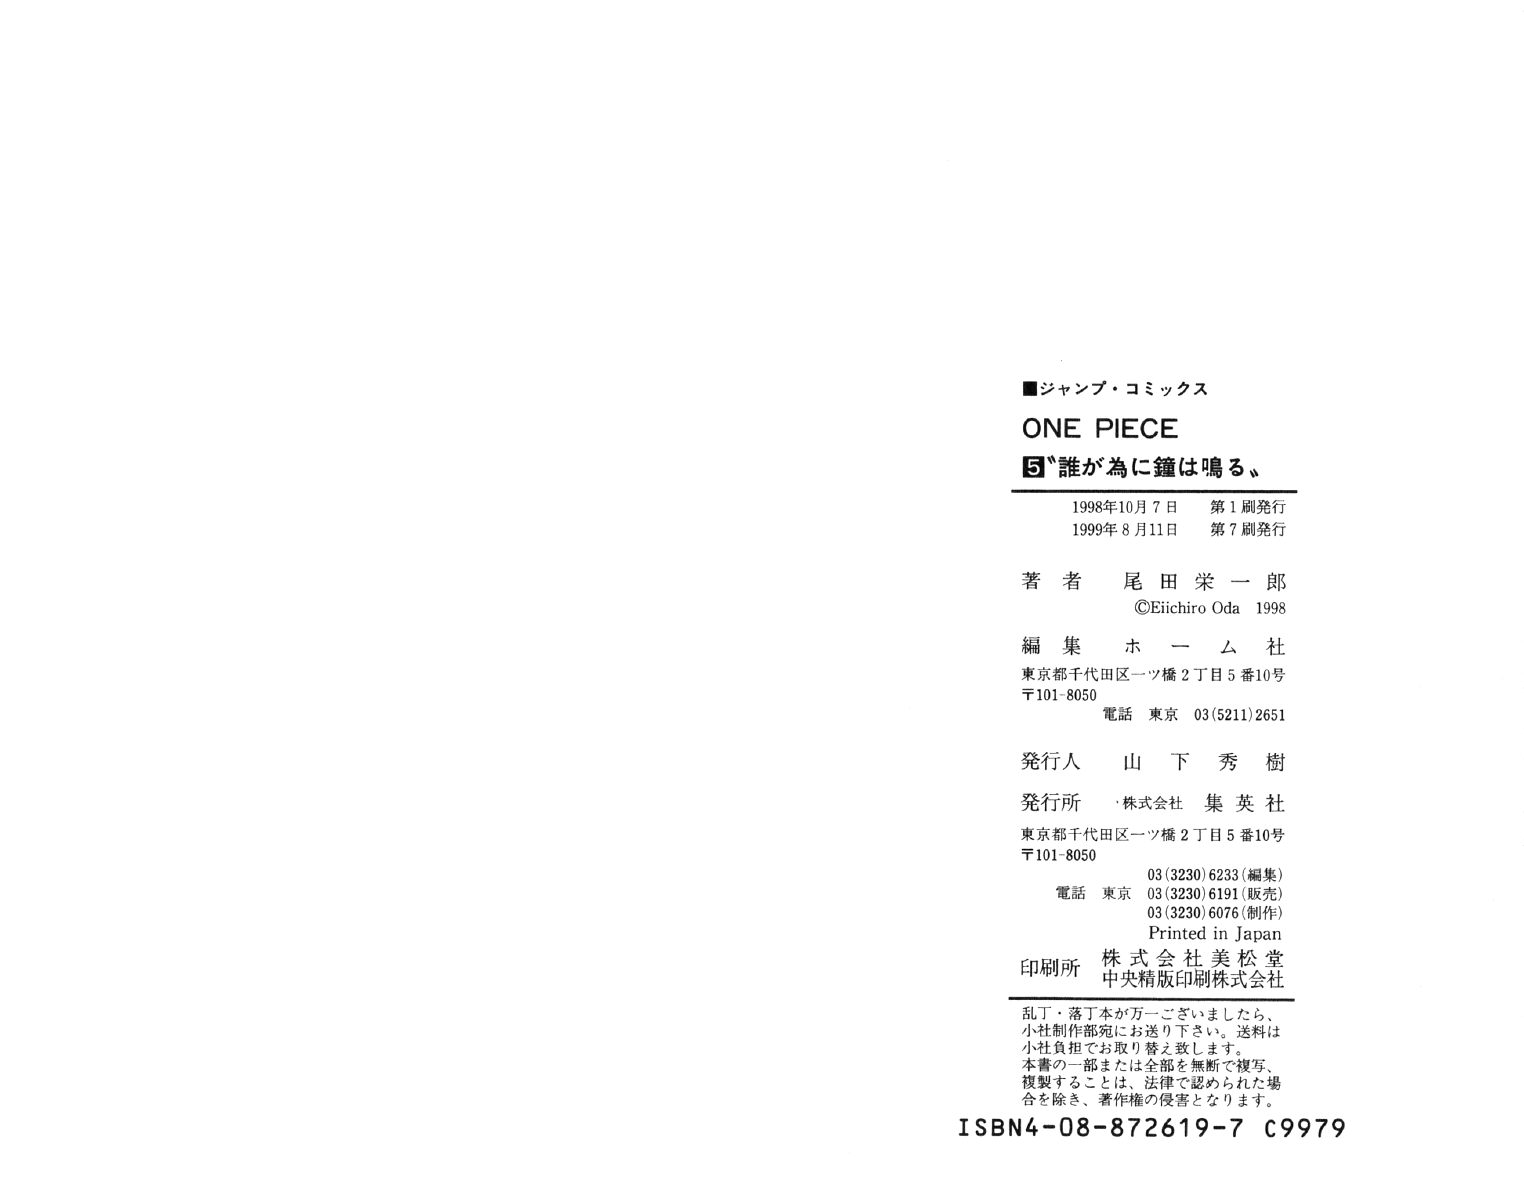 ■ジャンプ・コミックス
ONE PIECE
5〝誰が為に鐘は鳴る〟
1998年10月7日 第1刷発行
1999年8月11日 第7刷発行
著者 尾田栄一郎
©Eiichiro Oda 1998
編集 ホーム社
東京都千代田区一ツ橋2丁目5番10号
〒101-8050
電話 東京 03(5211)2651
発行人 山下秀樹
発行所 株式会社 集英社
東京都千代田区一ツ橋2丁目5番10号
〒101-8050
03(3230)6233(編集)
電話 東京 03(3230)6191(販売)
03(3230)6076(制作)
Printed in Japan
印刷所 株式会社美松堂
中央精版印刷株式会社
乱丁・落丁本が万一ございましたら、
小社制作部宛にお送り下さい。送料は
小社負担でお取り替え致します。
本書の一部または全部を無断で複写、
複製することは、法律で認められた場
合を除き、著作権の侵害となります。
ISBN4-08-872619-7 C9979